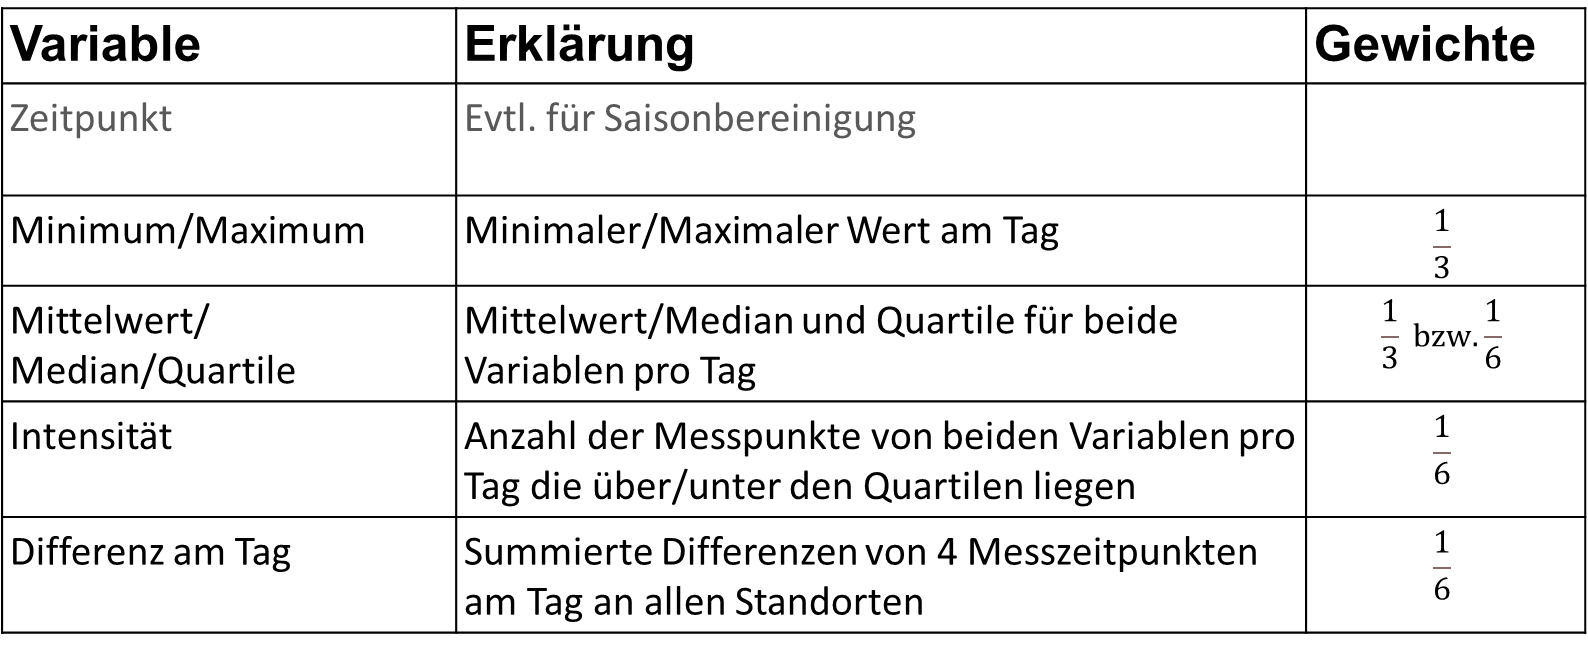 Variable Erklärung Gewichte
Zeitpunkt Evtl. für Saisonbereinigung
Minimum/Maximum Minimaler/Maximaler Wert am Tag 1/3
Mittelwert/ Mittelwert/Median und Quartile für beide 1/3 bzw. 1/6
Median/Quartile Variablen pro Tag
Intensität Anzahl der Messpunkte von beiden Variablen pro 1/6
Tag die über/unter den Quartilen liegen
Differenz am Tag Summierte Differenzen von 4 Messzeitpunkten 1/6
am Tag an allen Standorten